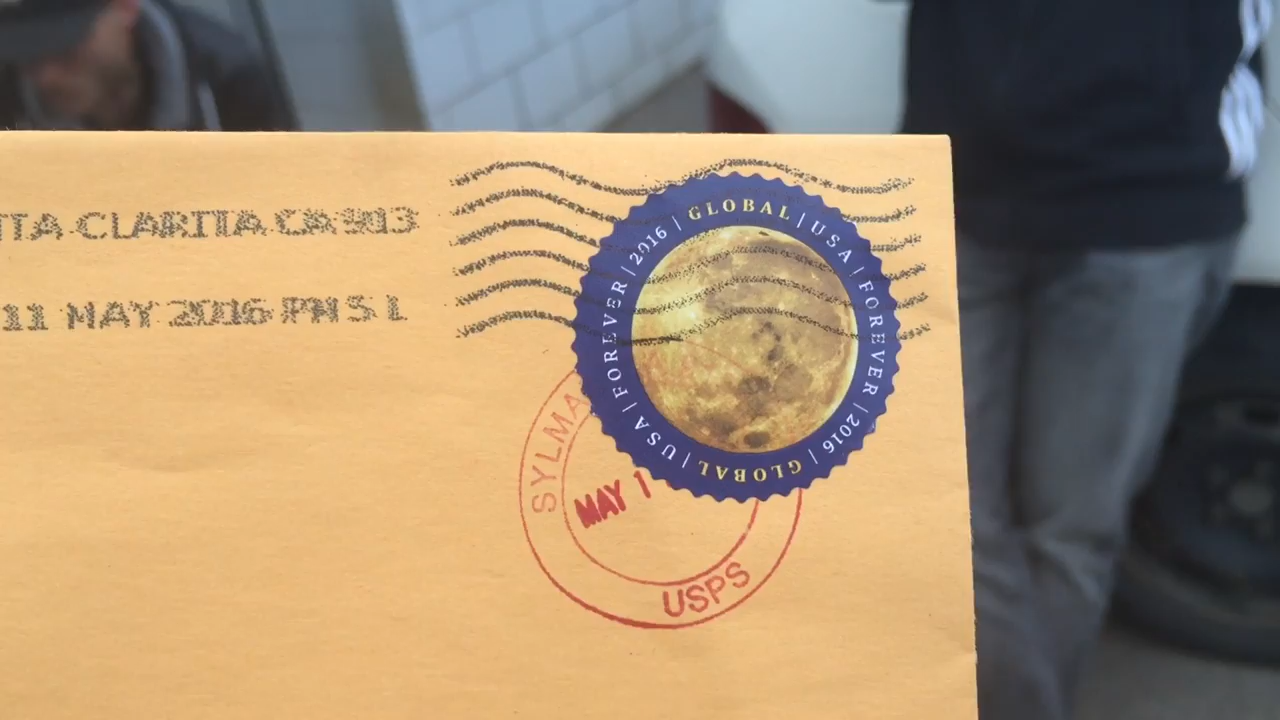 ITA CLARITA CA 913
11 MAY 2016 PM 5 L
GLOBAL | USA | FOREVER | 2016 | GLOBAL | USA | FOREVER | 2016 |
SYLMA
MAY 1
USPS